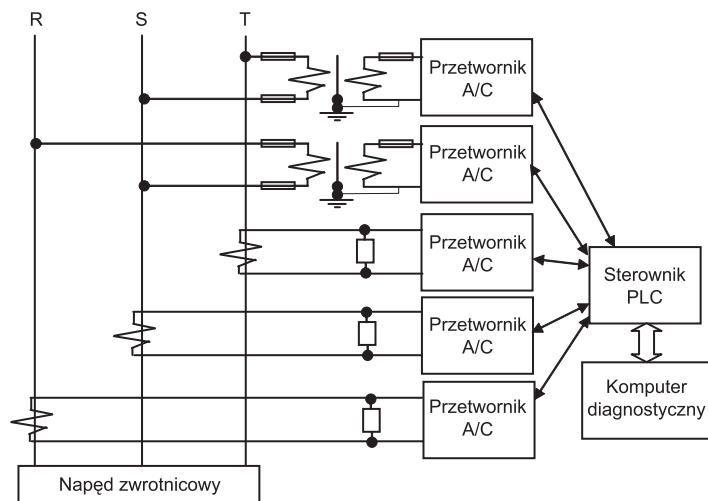 R S T
Przetwornik
A/C
Przetwornik
A/C
Przetwornik
A/C
Sterownik
PLC
Przetwornik
A/C
Komputer
diagnostyczny
Przetwornik
A/C
Napęd zwrotnicowy